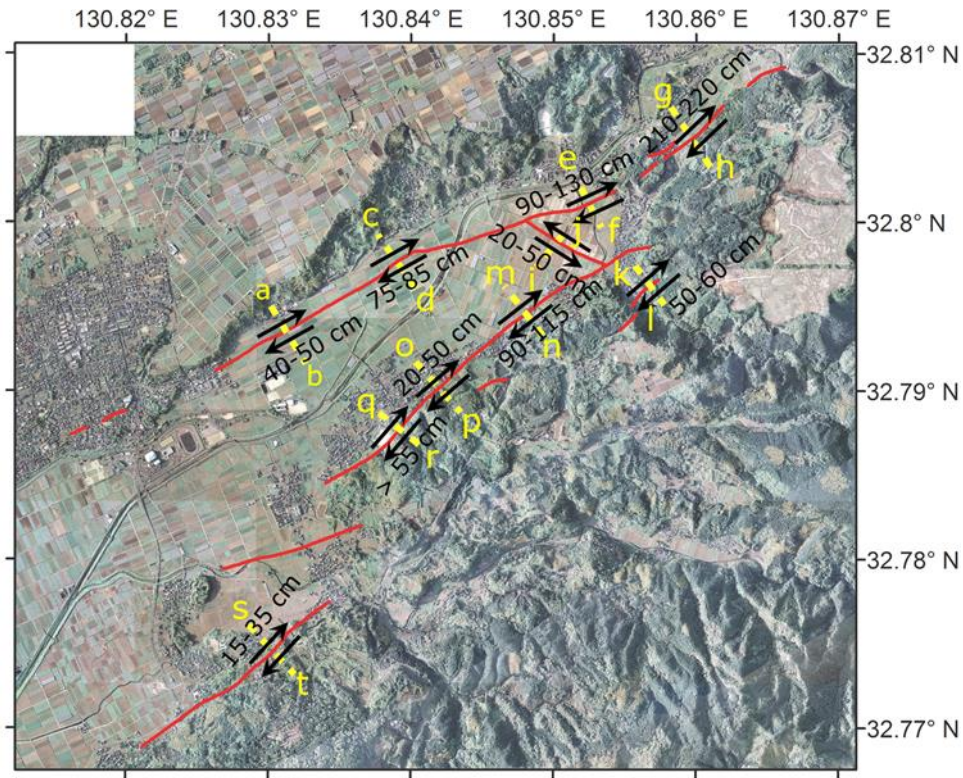 130.82° E 130.83° E 130.84° E 130.85° E 130.86° E 130.87° E
32.81° N
g
210-220 cm
h
e
90-130 cm
f
c
32.8° N
j
20-50 cm
75-85 cm
d
m
i
k
50-60 cm
l
a
40-50 cm
b
90-115 cm
n
o
20-50 cm
32.79° N
q
p
> 55 cm
r
32.78° N
s
15-35 cm
t
32.77° N